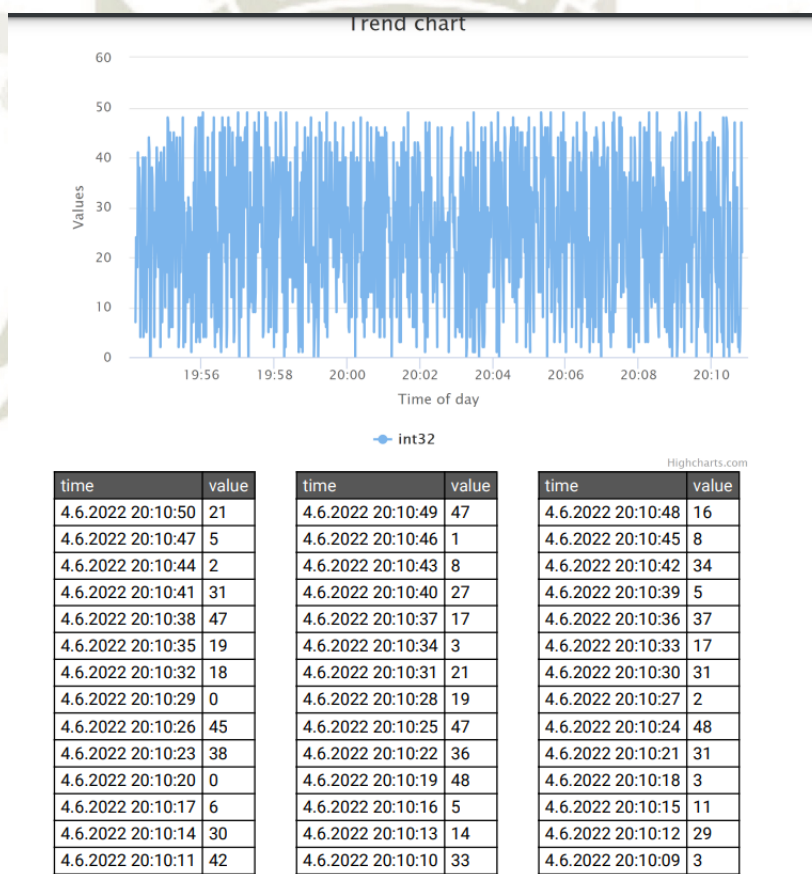 Trend chart
60
50
40
30
20
10
0
Values
19:56 19:58 20:00 20:02 20:04 20:06 20:08 20:10
Time of day
int32
Highcharts.com
time value time value time value
4.6.2022 20:10:50 21 4.6.2022 20:10:49 47 4.6.2022 20:10:48 16
4.6.2022 20:10:47 5 4.6.2022 20:10:46 1 4.6.2022 20:10:45 8
4.6.2022 20:10:44 2 4.6.2022 20:10:43 8 4.6.2022 20:10:42 34
4.6.2022 20:10:41 31 4.6.2022 20:10:40 27 4.6.2022 20:10:39 5
4.6.2022 20:10:38 47 4.6.2022 20:10:37 17 4.6.2022 20:10:36 37
4.6.2022 20:10:35 19 4.6.2022 20:10:34 3 4.6.2022 20:10:33 17
4.6.2022 20:10:32 18 4.6.2022 20:10:31 21 4.6.2022 20:10:30 31
4.6.2022 20:10:29 0 4.6.2022 20:10:28 19 4.6.2022 20:10:27 2
4.6.2022 20:10:26 45 4.6.2022 20:10:25 47 4.6.2022 20:10:24 48
4.6.2022 20:10:23 38 4.6.2022 20:10:22 36 4.6.2022 20:10:21 31
4.6.2022 20:10:20 0 4.6.2022 20:10:19 48 4.6.2022 20:10:18 3
4.6.2022 20:10:17 6 4.6.2022 20:10:16 5 4.6.2022 20:10:15 11
4.6.2022 20:10:14 30 4.6.2022 20:10:13 14 4.6.2022 20:10:12 29
4.6.2022 20:10:11 42 4.6.2022 20:10:10 33 4.6.2022 20:10:09 3